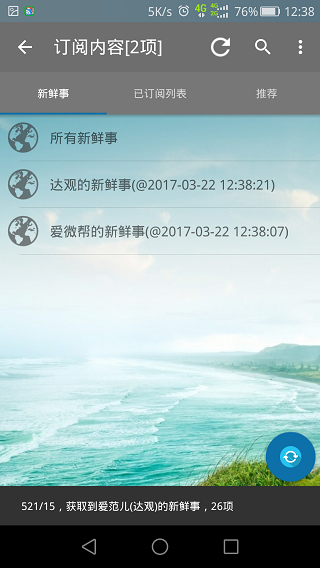 5K/s 4G 4G 2G 76% 12:38
订阅内容[2项]
新鲜事 已订阅列表 推荐
所有新鲜事
达观的新鲜事(@2017-03-22 12:38:21)
爱微帮的新鲜事(@2017-03-22 12:38:07)
521/15，获取到爱范儿(达观)的新鲜事，26项